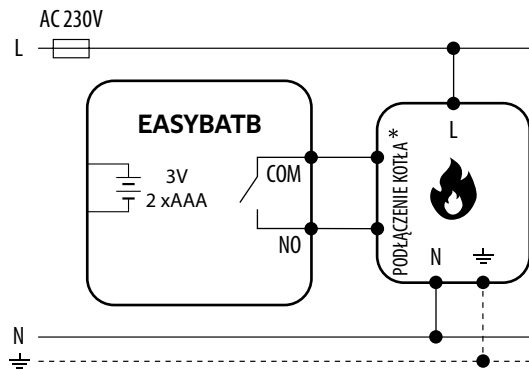 AC 230V
L
EASYBATB
3V
2 xAAA
COM
NO
PODŁĄCZENIE KOTŁA *
L
N
N